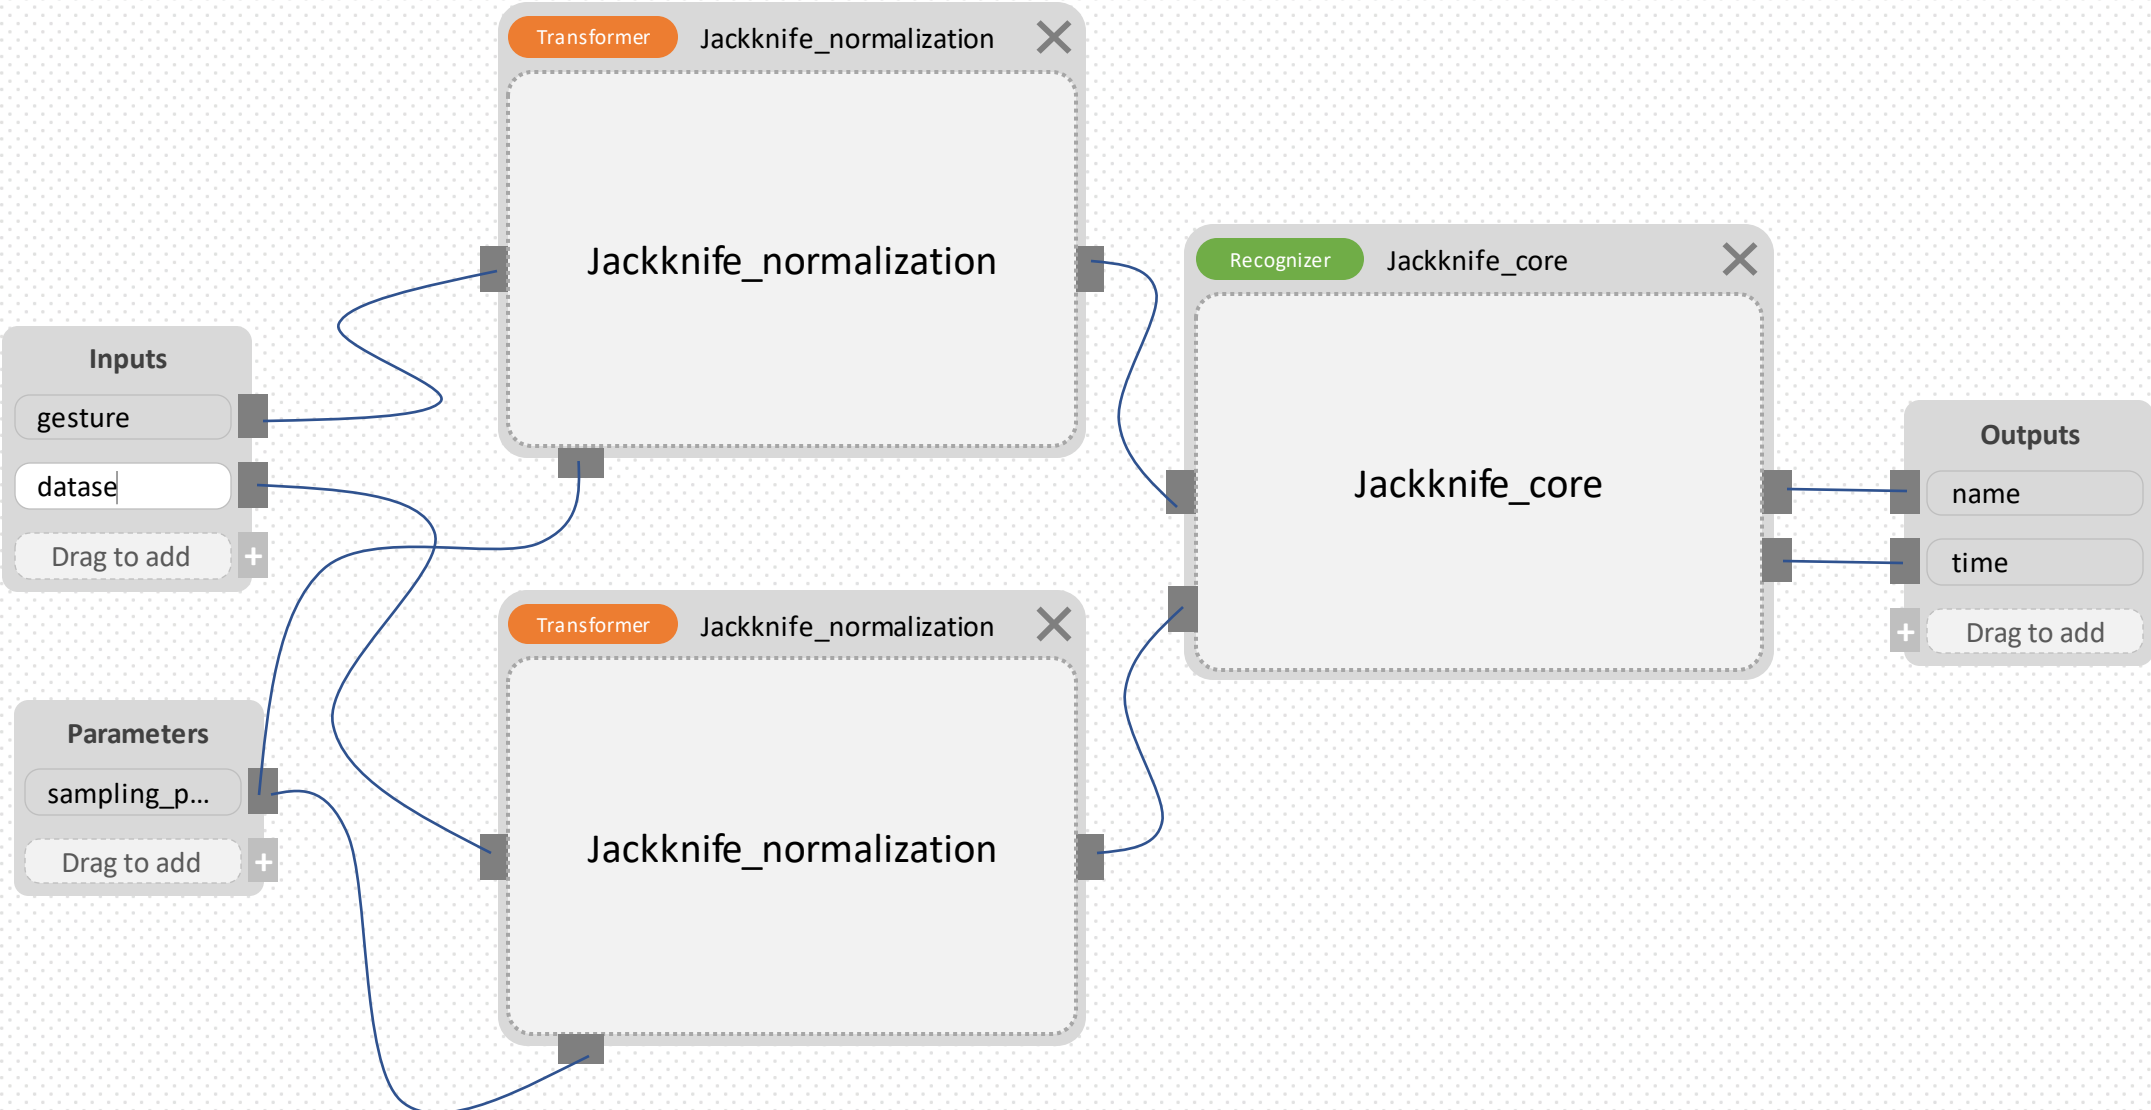 Transformer Jackknife_normalization
Jackknife_normalization
Inputs
gesture
datase
Drag to add +
Parameters
sampling_p...
Drag to add +
Transformer Jackknife_normalization
Jackknife_normalization
Recognizer Jackknife_core
Jackknife_core
Outputs
name
time
+ Drag to add